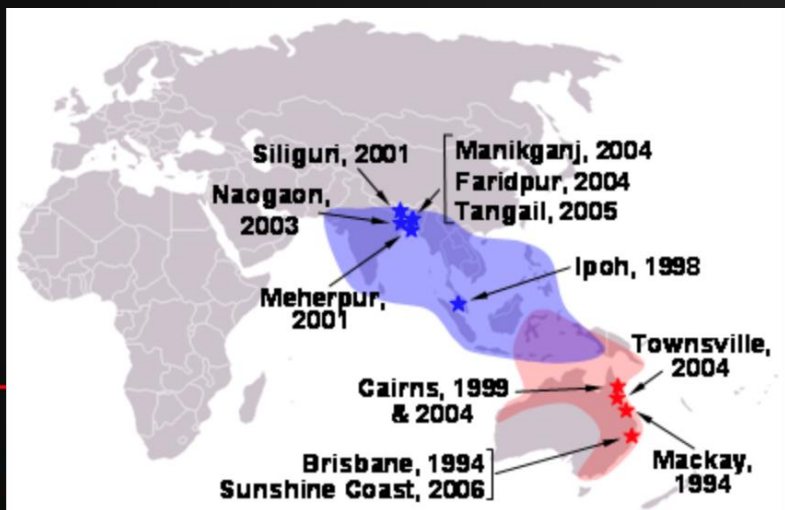 Siliguri, 2001
Manikganj, 2004
Faridpur, 2004
Tangail, 2005
Naogaon,
2003
Meherpur,
2001
Ipoh, 1998
Townsville,
2004
Cairns, 1999
& 2004
Brisbane, 1994
Sunshine Coast, 2006
Mackay,
1994